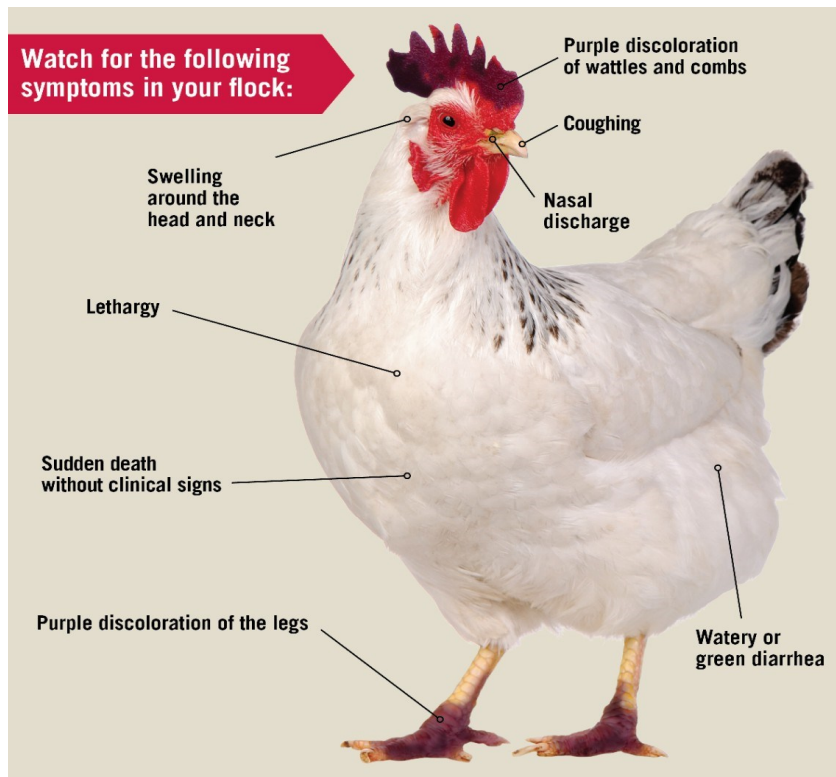 Watch for the following
symptoms in your flock:
Purple discoloration
of wattles and combs
Coughing
Nasal
discharge
Swelling
around the
head and neck
Lethargy
Sudden death
without clinical signs
Purple discoloration of the legs
Watery or
green diarrhea